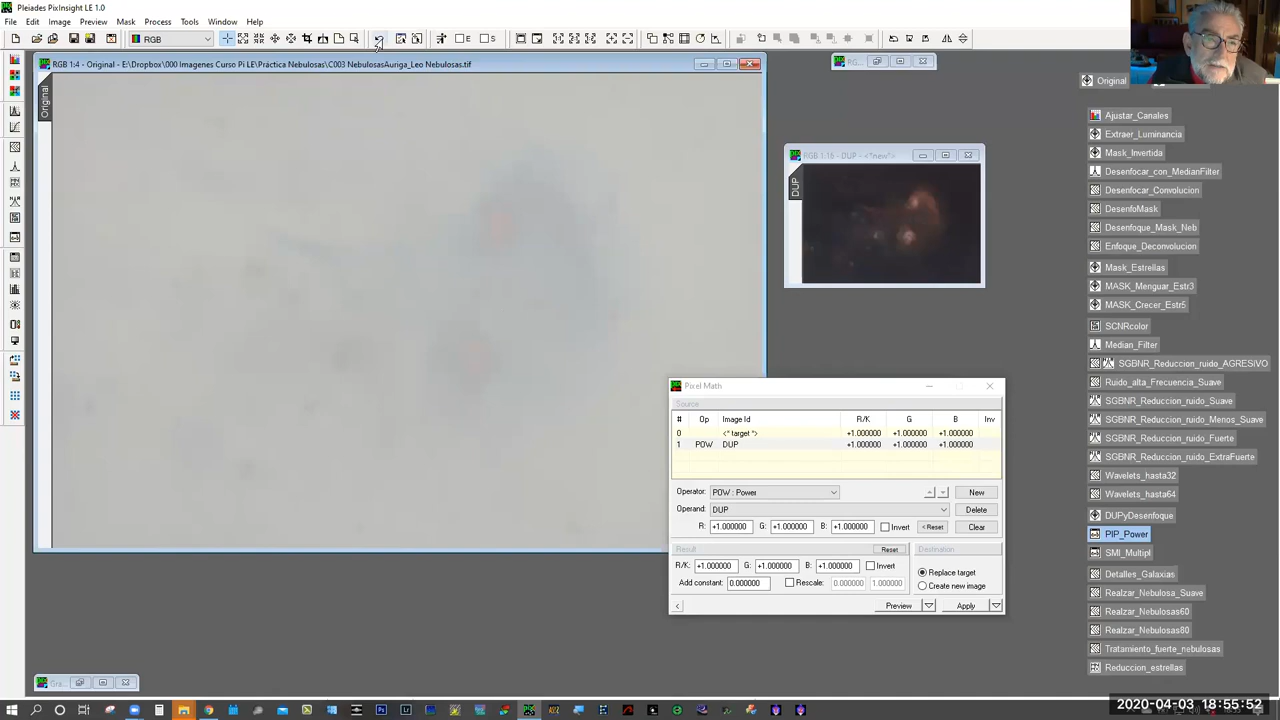 Pleiades PixInsight LE 1.0
File Edit Image Preview Mask Process Tools Window Help
RGB
E S
RGB 1:4 - Original - E:\Dropbox\000 Imagenes Curso Pi LE\Práctica Nebulosas\C003 NebulosasAuriga_Leo Nebulosas.tif
Original
RGB 1:16 - DUP - <*new*>
DUP
Original
Ajustar_Canales
Extraer_Luminancia
Mask_Invertida
Desenfocar_con_MedianFilter
Desenfocar_Convolucion
DesenfoMask
Desenfoque_Mask_Neb
Enfoque_Deconvolucion
Mask_Estrellas
MASK_Menguar_Estr3
MASK_Crecer_Estr5
SCNRcolor
Median_Filter
SGBNR_Reduccion_ruido_AGRESiVO
Ruido_alta_Frecuencia_Suave
SGBNR_Reduccion_ruido_Suave
SGBNR_Reduccion_ruido_Menos_Suave
SGBNR_Reduccion_ruido_Fuerte
SGBNR_Reduccion_ruido_ExtraFuerte
Wavelets_hasta32
Wavelets_hasta64
DUPyDesenfoque
PIP_Power
SMI_Multipl
Detalles_Galaxias
Realzar_Nebulosa_Suave
Realzar_Nebulosas60
Realzar_Nebulosas80
Tratamiento_fuerte_nebulosas
Reduccion_estrellas
Pixel Math
Source
# Op Image Id R/K G B Inv
0 <* target *> +1.000000 +1.000000 +1.000000
1 POW DUP +1.000000 +1.000000 +1.000000
Operator: POW : Power New
Operand: DUP Delete
R: +1.000000 G: +1.000000 B: +1.000000 Invert < Reset Clear
Result Reset Destination
R/K: +1.000000 G: +1.000000 B: +1.000000 Invert Replace target
Add constant: 0.000000 Rescale: 0.000000 1.000000 Create new image
< Preview Apply
2020-04-03 18:55:52